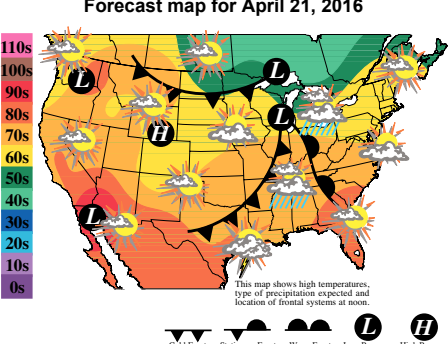 Forecast map for April 21, 2016
110s
100s
90s
80s
70s
60s
50s
40s
30s
20s
10s
0s
L
L
H
L
L
This map shows high temperatures,
type of precipitation expected and
location of frontal systems at noon.
L
H